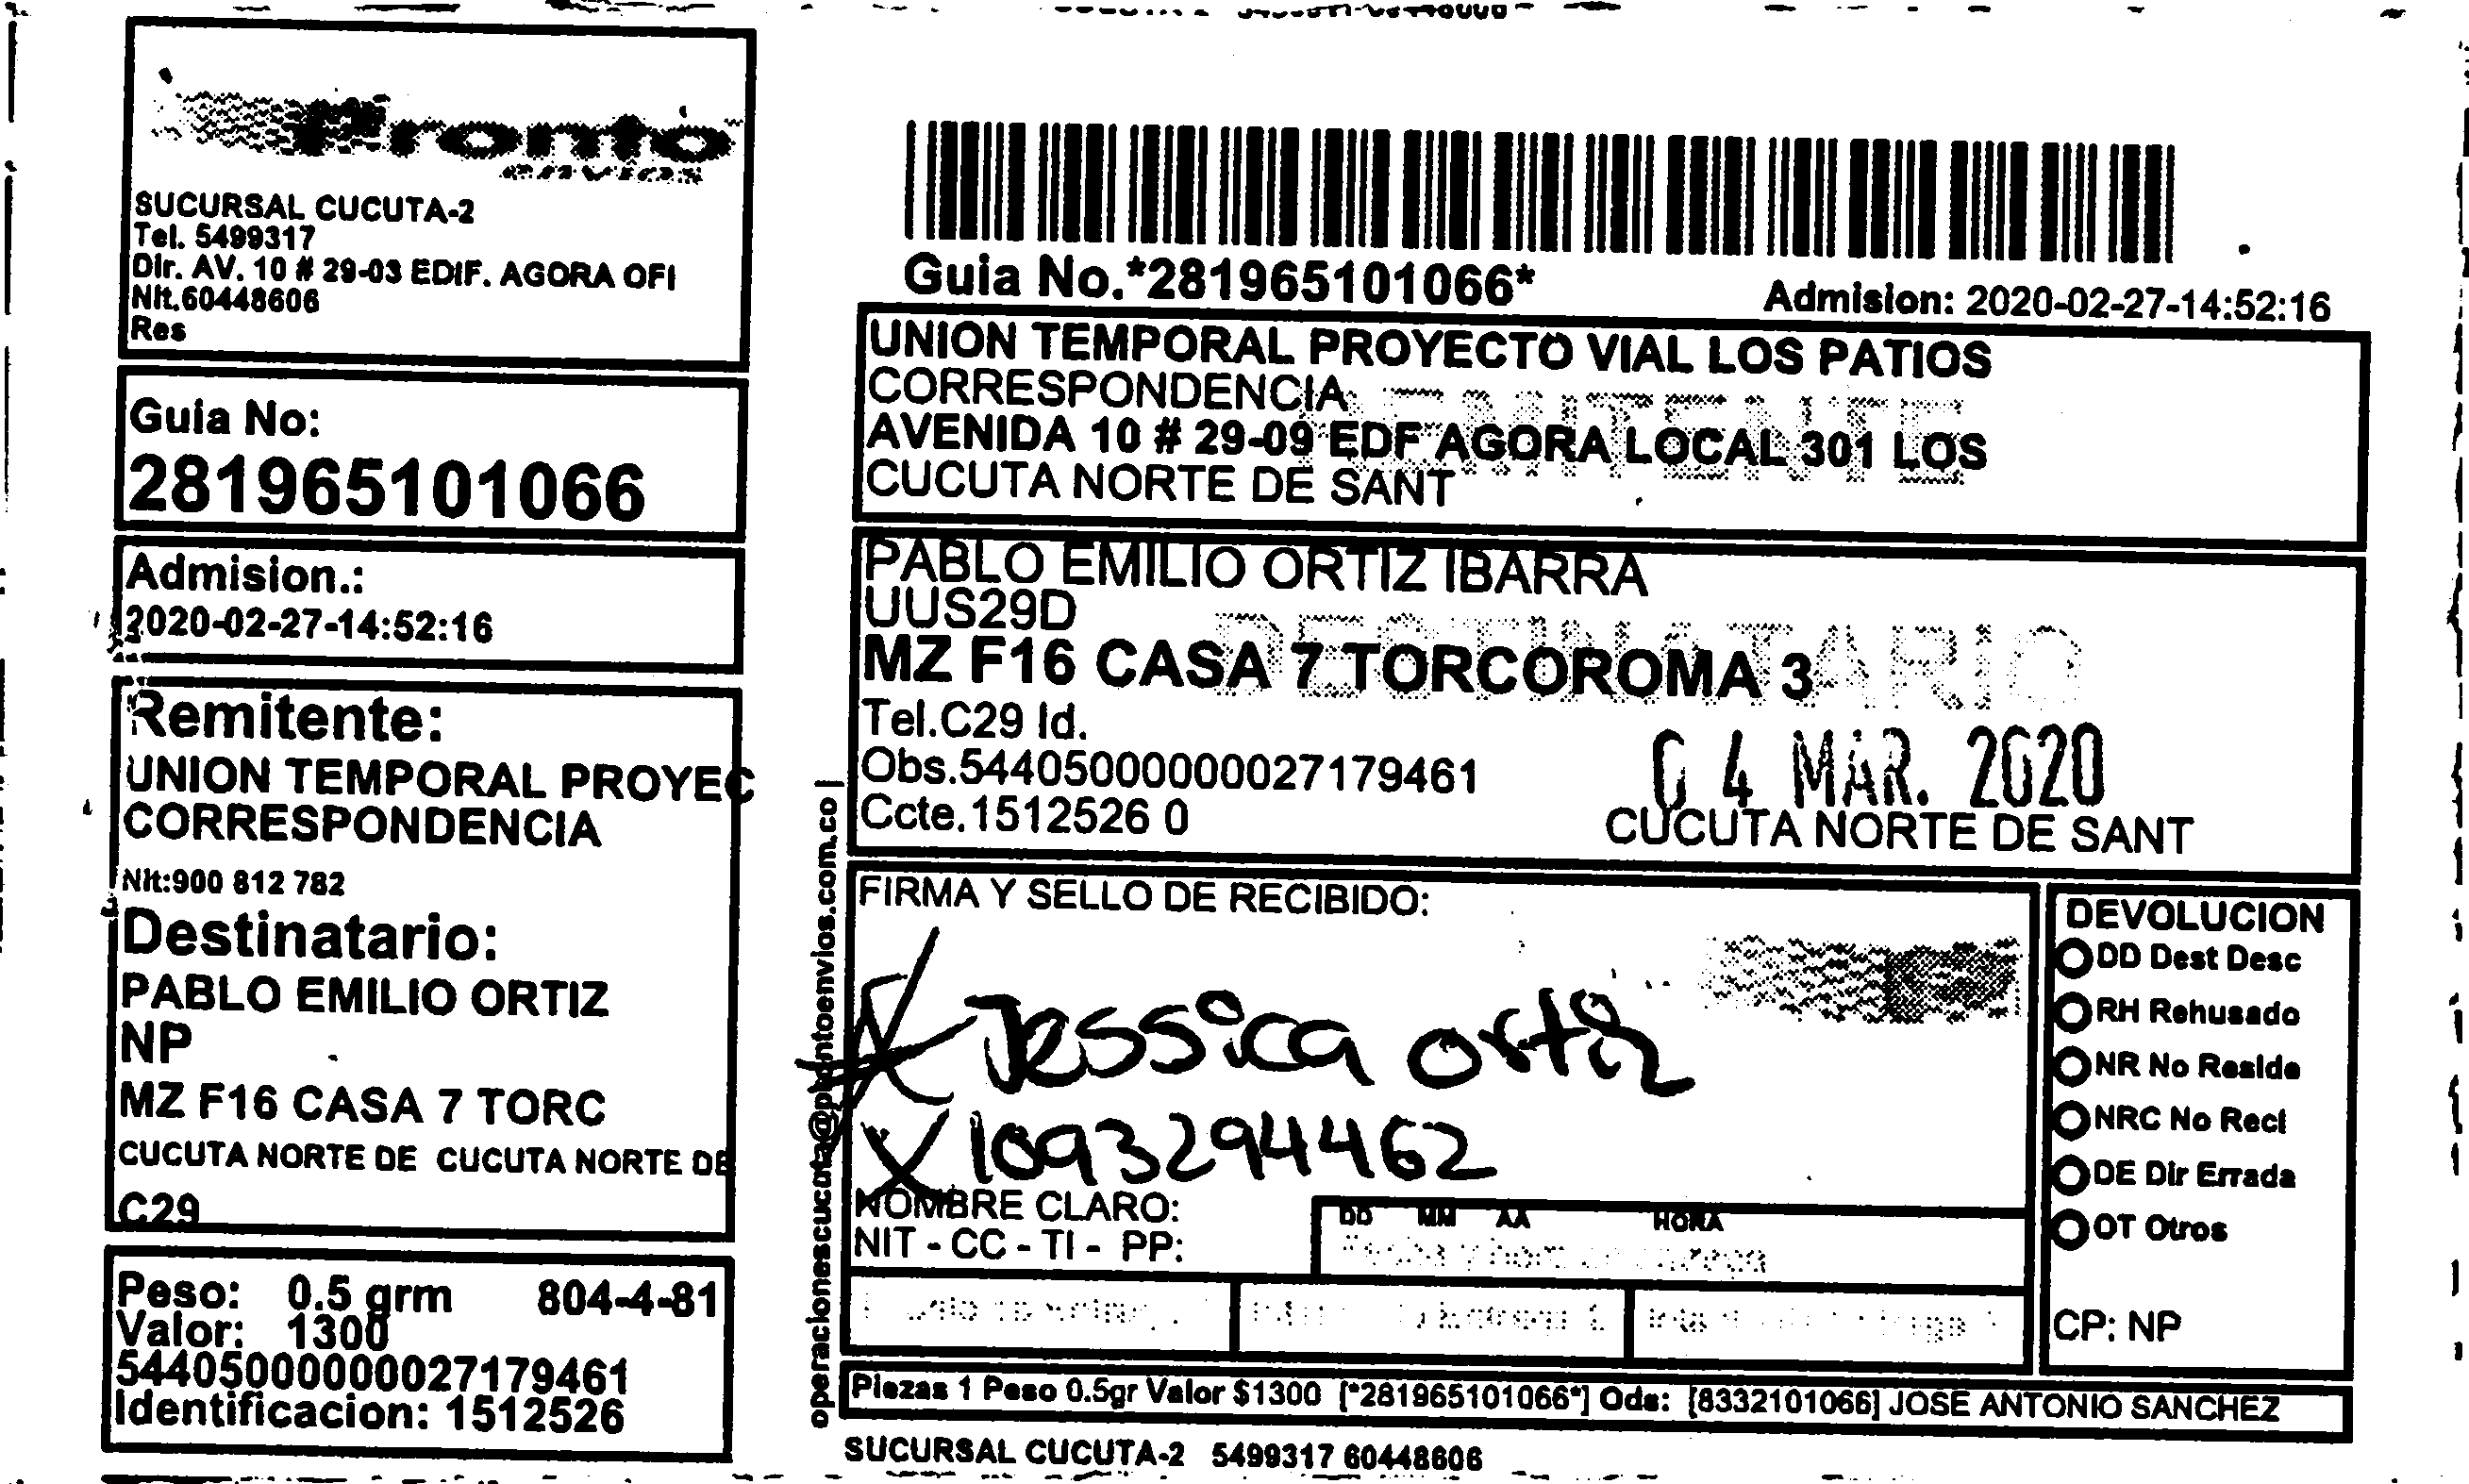 Pronto
envios
SUCURSAL CUCUTA-2
Tel. 5499317
Dir. AV. 10 # 29-03 EDIF. AGORA OFI
Nit.60448606
Res
Guia No:
281965101066
Admision.:
2020-02-27-14:52:16
Remitente:
UNION TEMPORAL PROYEC
CORRESPONDENCIA
Nit:900 812 782
Destinatario:
PABLO EMILIO ORTIZ
NP
MZ F16 CASA 7 TORC
CUCUTA NORTE DE CUCUTA NORTE DE
C29
Peso: 0.5 grm 804-4-81
Valor: 1300
544050000000027179461
Identificacion: 1512526
operacionescucuta@prontoenvios.com.co |
Guia No.*281965101066*
Admision: 2020-02-27-14:52:16
REMITENTE
UNION TEMPORAL PROYECTO VIAL LOS PATIOS
CORRESPONDENCIA
AVENIDA 10 # 29-09 EDF AGORA LOCAL 301 LOS
CUCUTA NORTE DE SANT
DESTINATARIO
PABLO EMILIO ORTIZ IBARRA
UUS29D
MZ F16 CASA 7 TORCOROMA 3
Tel.C29 Id.
Obs.544050000000027179461
Ccte.1512526 0
04 MAR. 2020
CUCUTA NORTE DE SANT
FIRMA Y SELLO DE RECIBIDO:
X Jessica ortiz
X 1093294462
NOMBRE CLARO:
NIT - CC - TI - PP:
DD MM AA HORA
DEVOLUCION
DD Dest Desc
RH Rehusado
NR No Reside
NRC No Recl
DE Dir Errada
OT Otros
CP: NP
Piezas 1 Peso 0.5gr Valor $1300 [*281965101066*] Ods: [8332101066] JOSE ANTONIO SANCHEZ
SUCURSAL CUCUTA-2 5499317 60448606